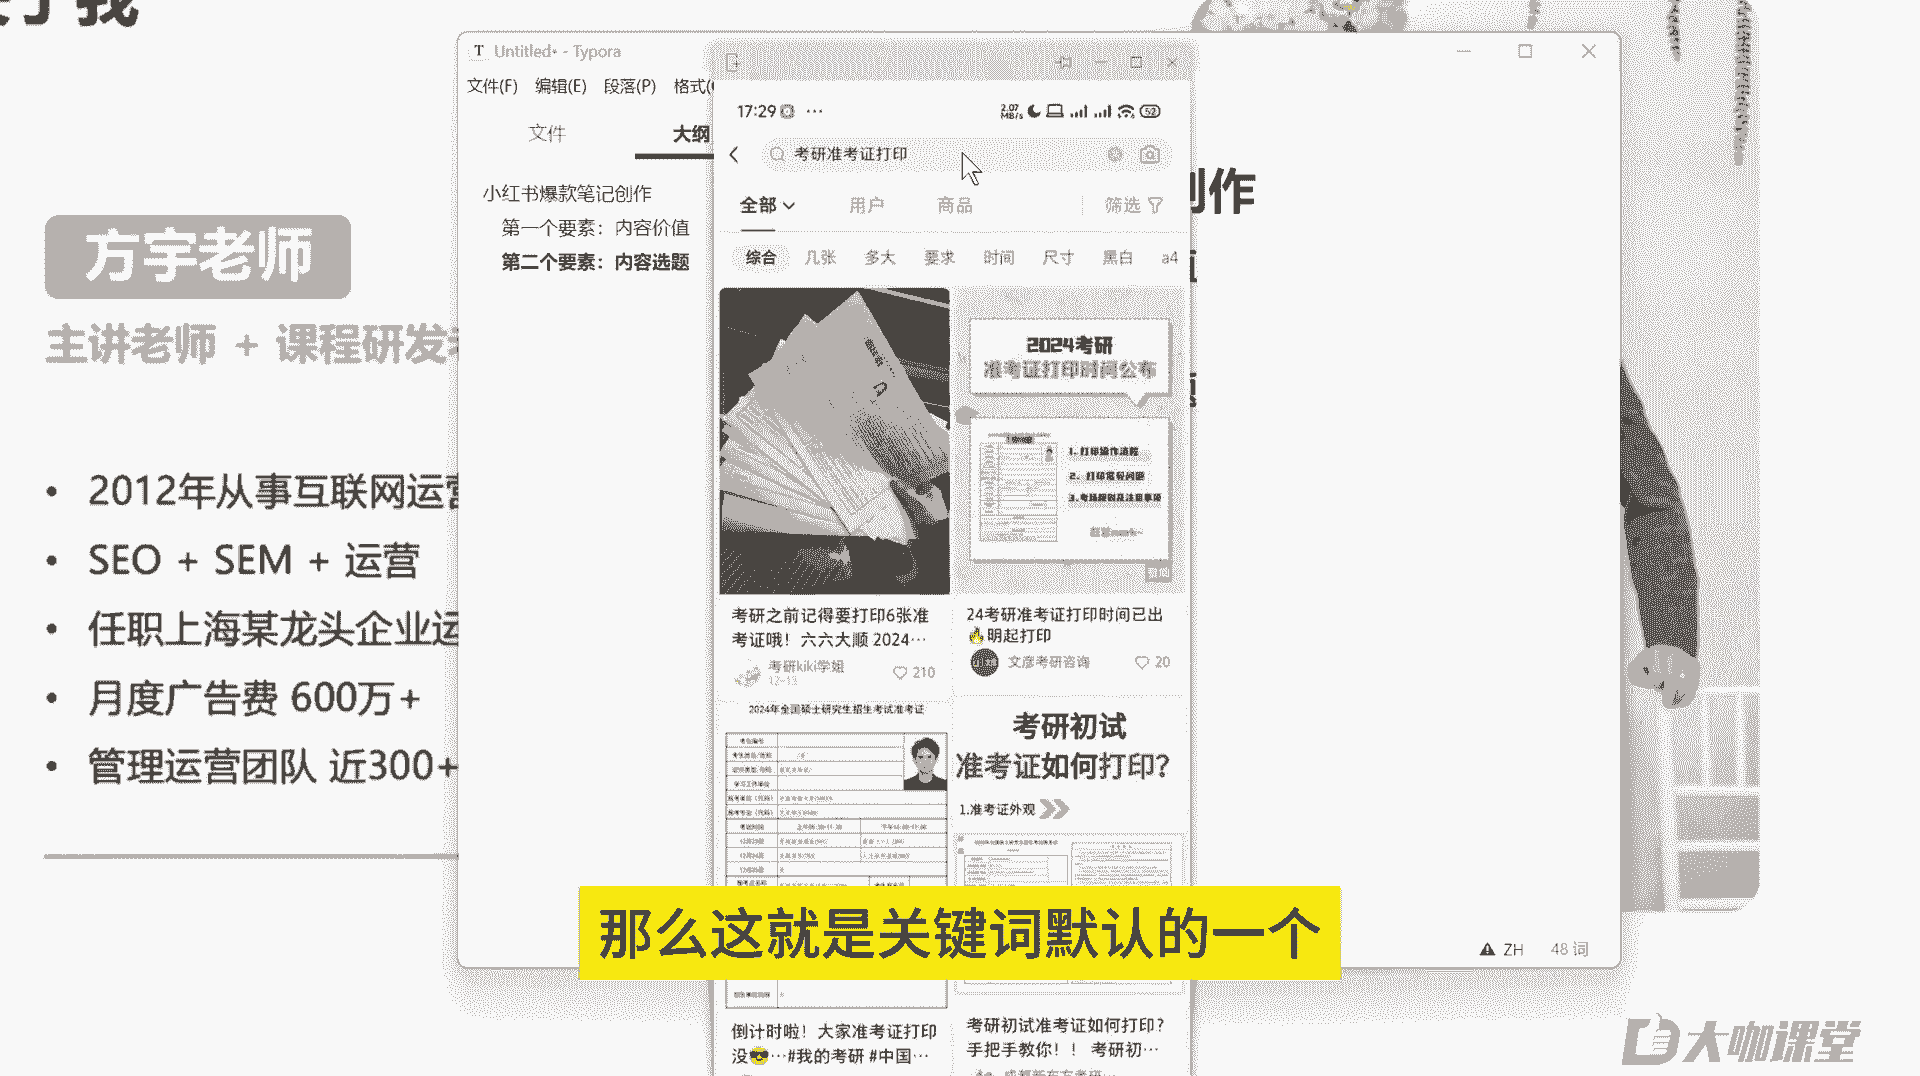 方宇老师
主讲老师 + 课程研发
2012年从事互联网运营
SEO + SEM + 运营
任职上海某龙头企业运
月度广告费 600万+
管理运营团队 近300+
Untitled• - Typora
文件(F) 编辑(E) 段落(P) 格式(
文件 大纲
小红书爆款笔记创作
第一个要素：内容价值
第二个要素：内容选题
创作
17:29
2.07 MB/s
52
考研准考证打印
全部 用户 商品 筛选
综合 几张 多大 要求 时间 尺寸 黑白 a4
2024考研
准考证打印时间公布
1. 打印操作流程
2. 打印常见问题
3.考场规则及注意事项
考研之前记得要打印6张准
考证哦！六六大顺 2024…
考研kiki学姐
12-13
210
24考研准考证打印时间已出
🔥明起打印
文彦考研咨询
20
2024年全国硕士研究生招生考试准考证
考研初试
准考证如何打印？
1.准考证外观
倒计时啦！大家准考证打印
没😎…#我的考研 #中国…
考研初试准考证如何打印？
手把手教你！！ 考研初…
那么这就是关键词默认的一个
ZH 48 词
大咖课堂